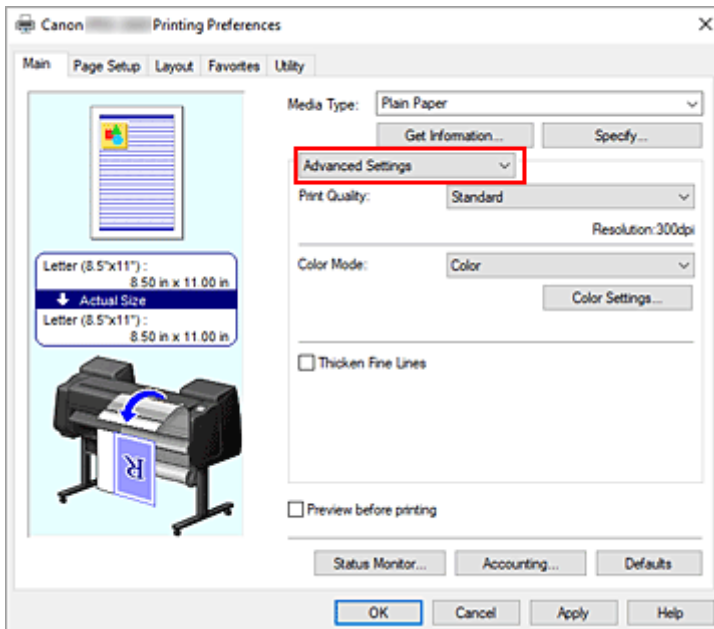 Canon Printing Preferences
Main Page Setup Layout Favorites Utility
Media Type: Plain Paper
Get Information... Specify...
Advanced Settings
Print Quality: Standard
Resolution:300dpi
Color Mode: Color
Color Settings...
Thicken Fine Lines
Preview before printing
Letter (8.5"x11") :
8.50 in x 11.00 in
Actual Size
Letter (8.5"x11") :
8.50 in x 11.00 in
R
Status Monitor... Accounting... Defaults
OK Cancel Apply Help